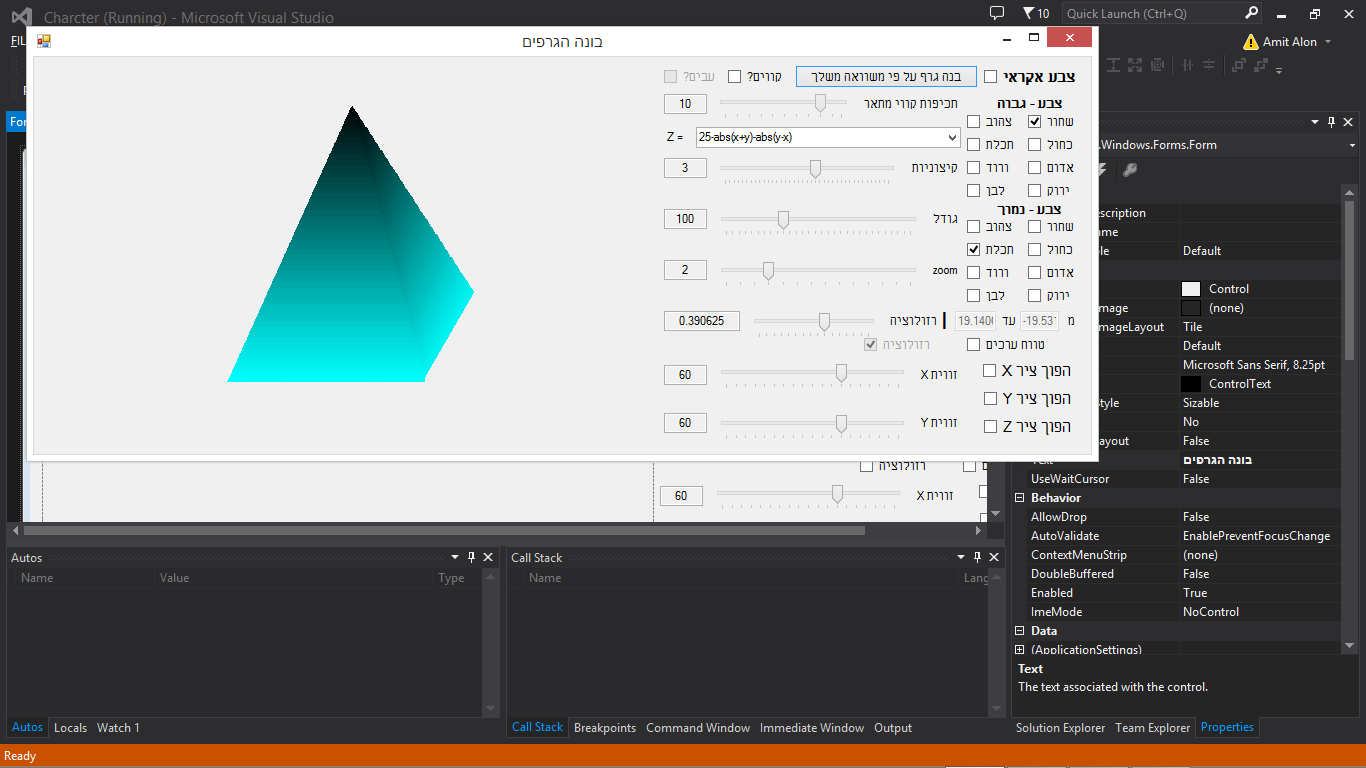 Charcter (Running) - Microsoft Visual Studio
10
Quick Launch (Ctrl+Q)
Amit Alon
בונה הגרפים
עבים?
קווים?
בנה גרף על פי משוואה משלך
צבע אקראי
10
תכיפות קווי מתאר
צבע - גבוה
צהוב
שחור
Z =
25-abs(x+y)-abs(y-x)
תכלת
כחול
3
קיצוניות
ורוד
אדום
לבן
ירוק
צבע - נמוך
100
גודל
צהוב
שחור
תכלת
כחול
2
zoom
ורוד
אדום
לבן
ירוק
0.390625
רזולוציה
19.140
עד
-19.53
מ
רזולוציה
טווח ערכים
60
זווית X
הפוך ציר X
הפוך ציר Y
60
זווית Y
הפוך ציר Z
רזולוציה
60
זווית X
.Windows.Forms.Form
Default
Control
(none)
Tile
Default
Microsoft Sans Serif, 8.25pt
ControlText
Sizable
No
False
Text בונה הגרפים
UseWaitCursor False
Behavior
AllowDrop False
AutoValidate EnablePreventFocusChange
ContextMenuStrip (none)
DoubleBuffered False
Enabled True
ImeMode NoControl
Data
(ApplicationSettings)
Text
The text associated with the control.
Autos
Name Value Type
Call Stack
Name Lang
Autos Locals Watch 1
Call Stack Breakpoints Command Window Immediate Window Output
Solution Explorer Team Explorer Properties
Ready